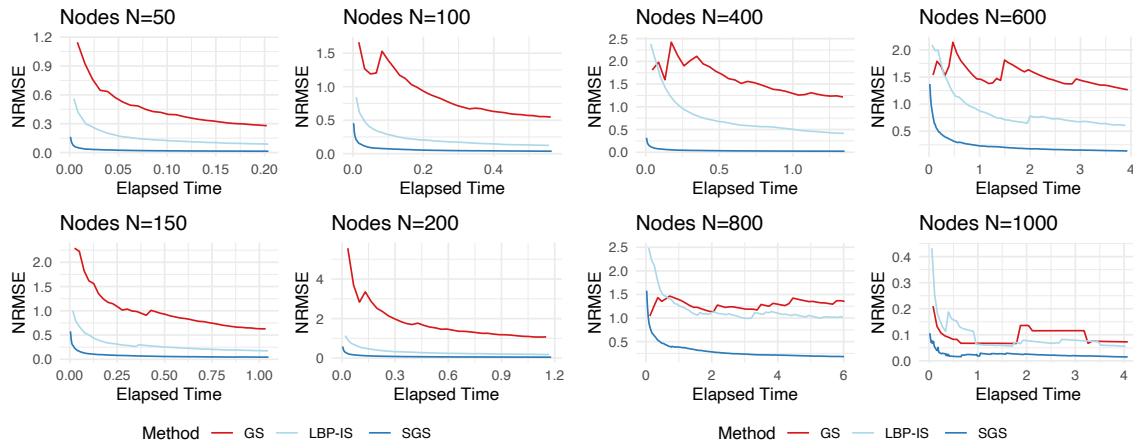 Nodes N=50
NRMSE
1.2
0.9
0.6
0.3
0.0
0.00 0.05 0.10 0.15 0.20
Elapsed Time
Nodes N=100
NRMSE
1.5
1.0
0.5
0.0
0.0 0.2 0.4
Elapsed Time
Nodes N=400
NRMSE
2.5
2.0
1.5
1.0
0.5
0.0
0.0 0.5 1.0
Elapsed Time
Nodes N=600
NRMSE
2.0
1.5
1.0
0.5
0 1 2 3 4
Elapsed Time
Nodes N=150
NRMSE
2.0
1.5
1.0
0.5
0.0
0.00 0.25 0.50 0.75 1.00
Elapsed Time
Nodes N=200
NRMSE
4
2
0
0.0 0.3 0.6 0.9 1.2
Elapsed Time
Nodes N=800
NRMSE
2.5
2.0
1.5
1.0
0.5
0.0
0 2 4 6
Elapsed Time
Nodes N=1000
NRMSE
0.4
0.3
0.2
0.1
0.0
0 1 2 3 4
Elapsed Time
Method GS LBP-IS SGS
Method GS LBP-IS SGS